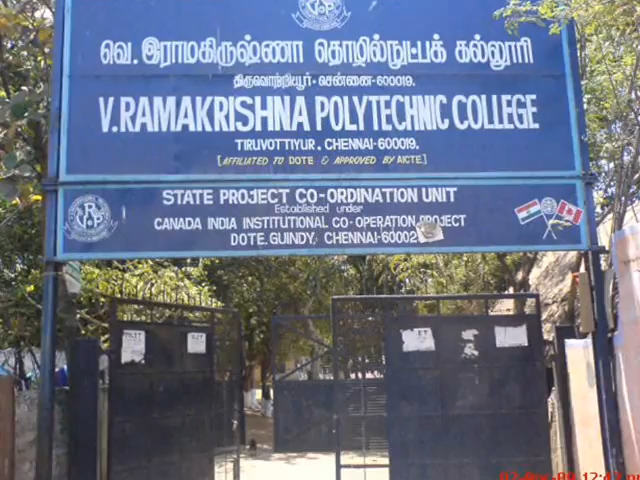 வெ. இராமகிருஷ்ணா தொழில்நுட்பக் கல்லூரி
திருவொற்றியூர் - சென்னை - 600019.
V.RAMAKRISHNA POLYTECHNIC COLLEGE
TIRUVOTTIYUR, CHENNAI-600019.
[AFFILIATED TO DOTE & APPROVED BY AICTE]
STATE PROJECT CO-ORDINATION UNIT
Established under
CANADA INDIA INSTITUTIONAL CO-OPERATION PROJECT
DOTE. GUINDY, CHENNAI-60002